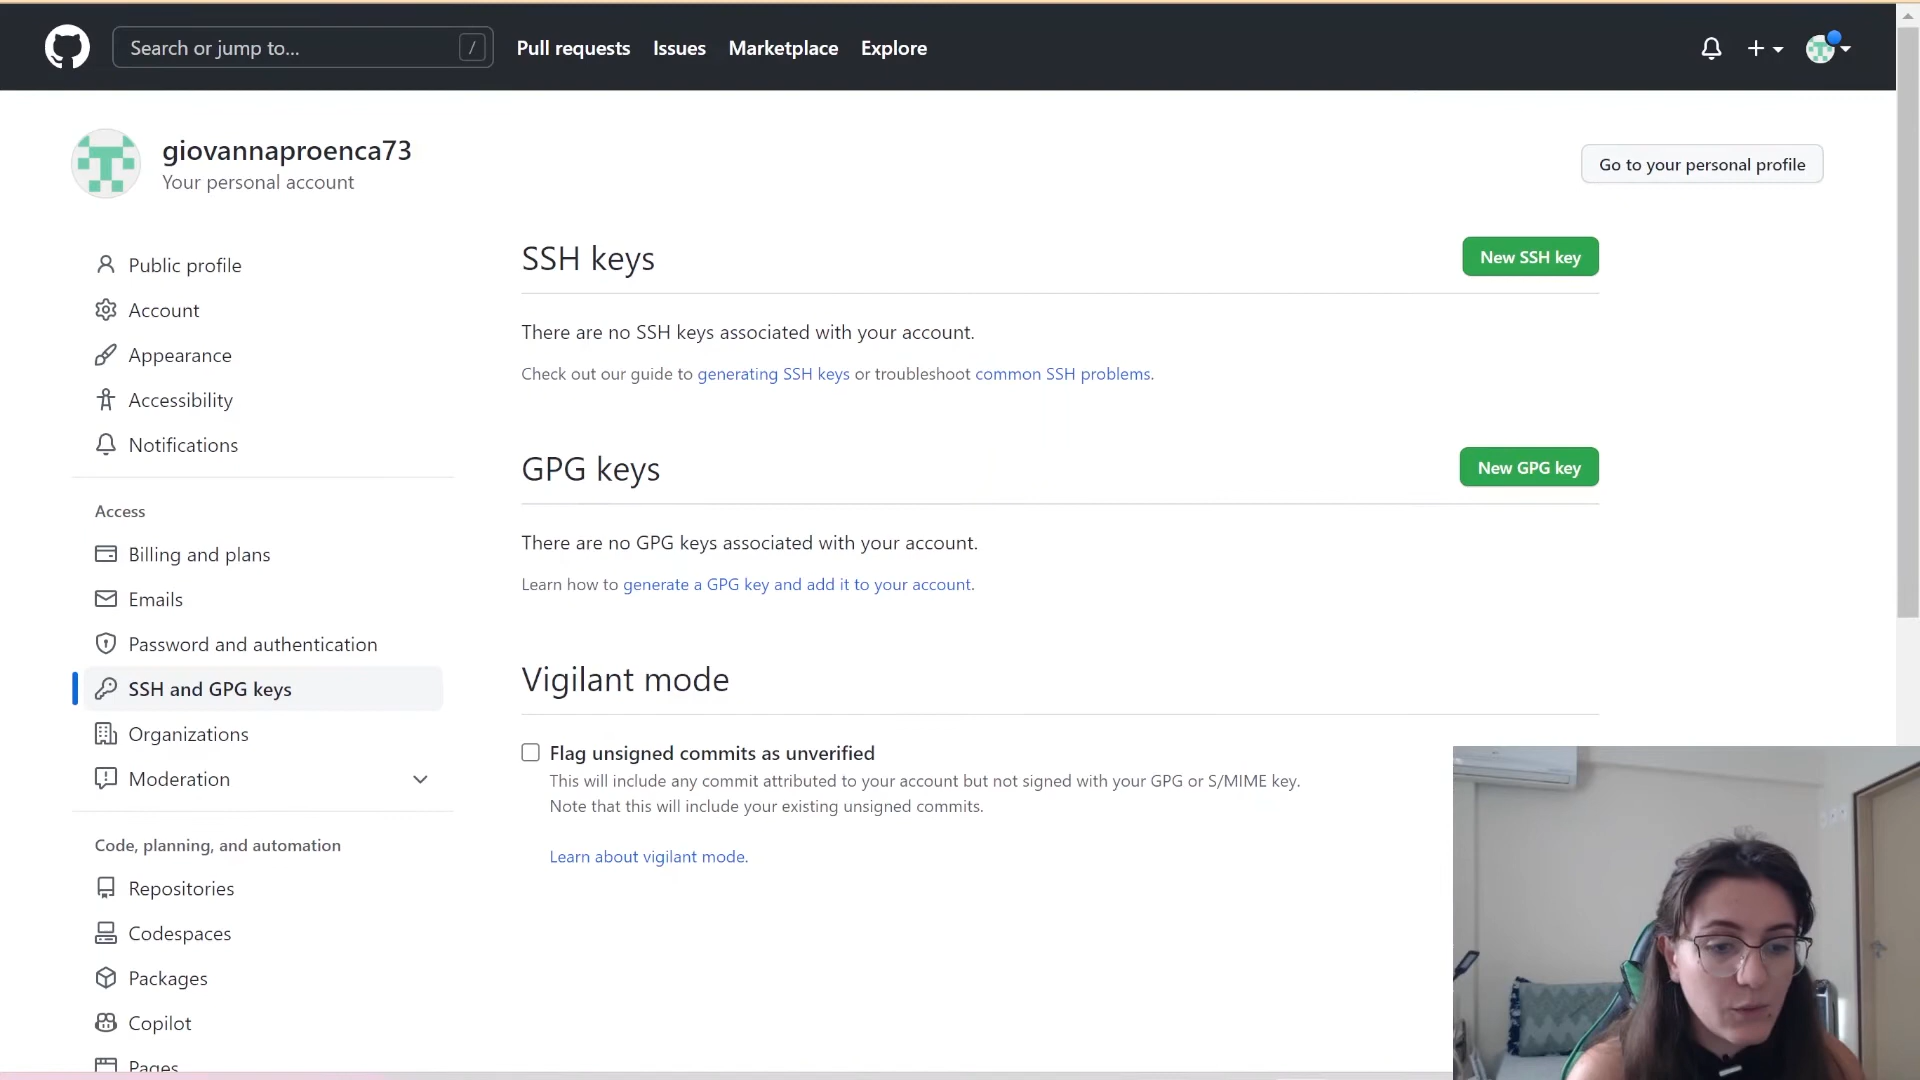 Search or jump to...
/
Pull requests
Issues
Marketplace
Explore
giovannaproenca73
Your personal account
Go to your personal profile
Public profile
Account
Appearance
Accessibility
Notifications
Access
Billing and plans
Emails
Password and authentication
SSH and GPG keys
Organizations
Moderation
Code, planning, and automation
Repositories
Codespaces
Packages
Copilot
Pages
SSH keys
New SSH key
There are no SSH keys associated with your account.
Check out our guide to generating SSH keys or troubleshoot common SSH problems.
GPG keys
New GPG key
There are no GPG keys associated with your account.
Learn how to generate a GPG key and add it to your account.
Vigilant mode
Flag unsigned commits as unverified
This will include any commit attributed to your account but not signed with your GPG or S/MIME key.
Note that this will include your existing unsigned commits.
Learn about vigilant mode.